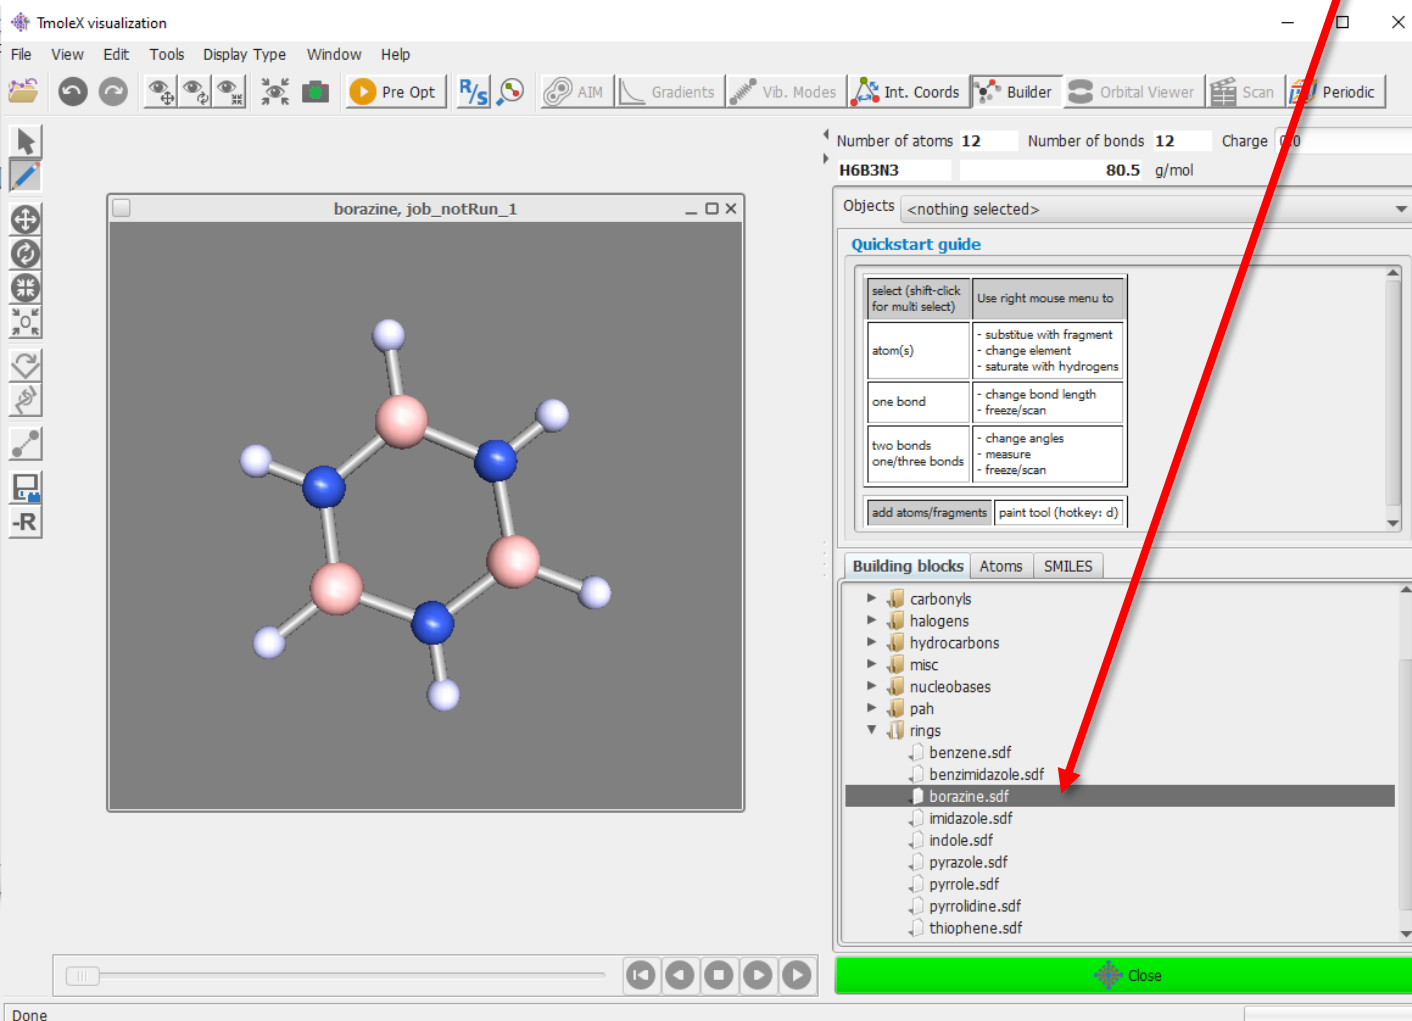 TmoleX visualization
File View Edit Tools Display Type Window Help
Pre Opt R/S AIM Gradients Vib. Modes Int. Coords Builder Orbital Viewer Scan Periodic
Number of atoms 12 Number of bonds 12 Charge 0.0
H6B3N3 80.5 g/mol
borazine, job_notRun_1
Objects <nothing selected>
Quickstart guide
select (shift-click
for multi select)
Use right mouse menu to
atom(s)
- substitue with fragment
- change element
- saturate with hydrogens
one bond
- change bond length
- freeze/scan
two bonds
one/three bonds
- change angles
- measure
- freeze/scan
add atoms/fragments paint tool (hotkey: d)
-R
Building blocks Atoms SMILES
carbonyls
halogens
hydrocarbons
misc
nucleobases
pah
rings
benzene.sdf
benzimidazole.sdf
borazine.sdf
imidazole.sdf
indole.sdf
pyrazole.sdf
pyrrole.sdf
pyrrolidine.sdf
thiophene.sdf
Close
Done